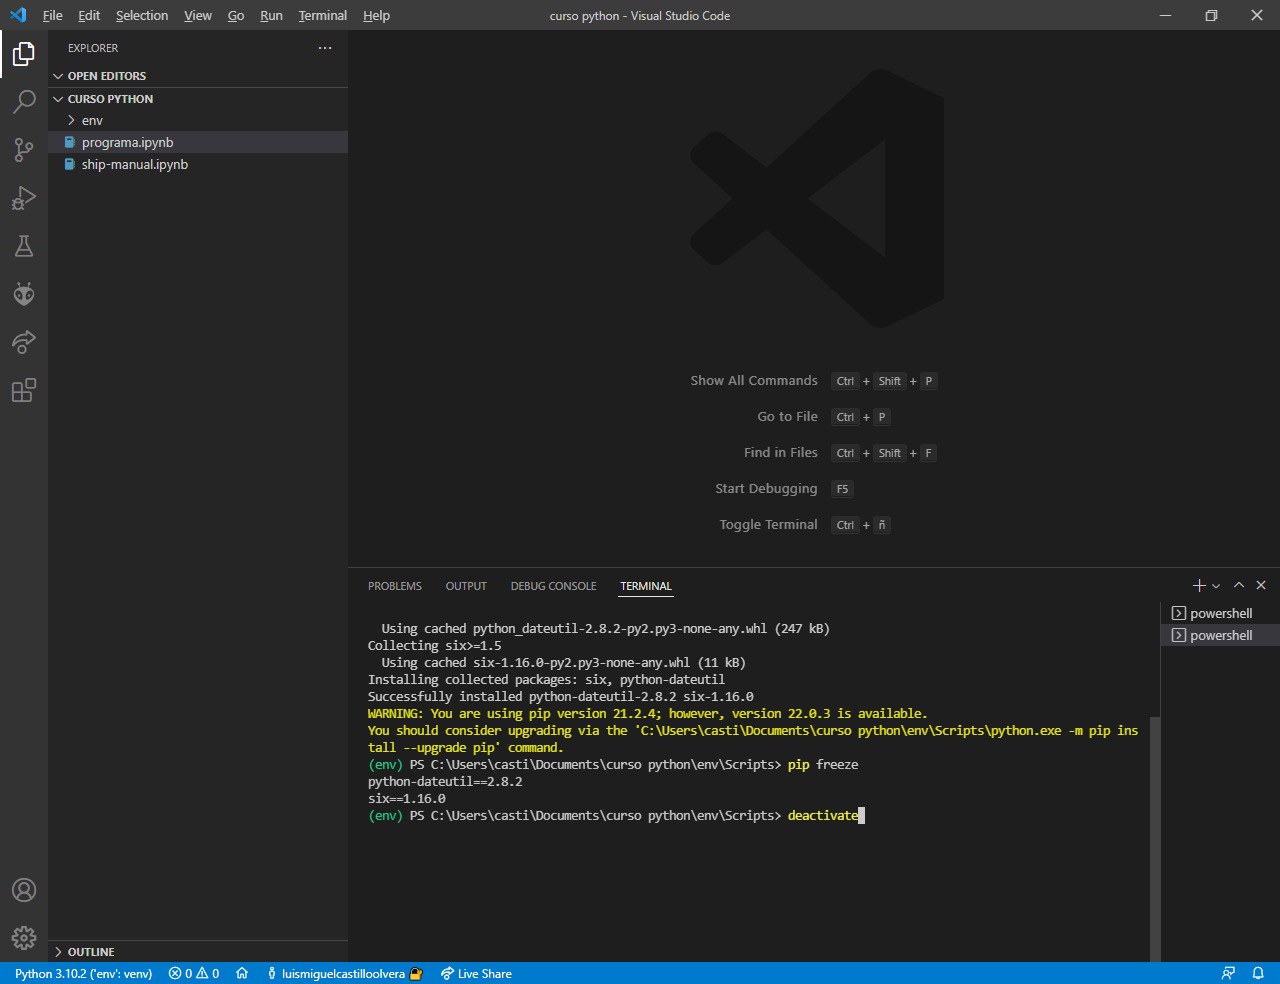 File Edit Selection View Go Run Terminal Help
curso python - Visual Studio Code
EXPLORER
OPEN EDITORS
CURSO PYTHON
env
programa.ipynb
ship-manual.ipynb
OUTLINE
Show All Commands Ctrl + Shift + P
Go to File Ctrl + P
Find in Files Ctrl + Shift + F
Start Debugging F5
Toggle Terminal Ctrl + ñ
PROBLEMS OUTPUT DEBUG CONSOLE TERMINAL
Using cached python_dateutil-2.8.2-py2.py3-none-any.whl (247 kB)
Collecting six>=1.5
Using cached six-1.16.0-py2.py3-none-any.whl (11 kB)
Installing collected packages: six, python-dateutil
Successfully installed python-dateutil-2.8.2 six-1.16.0
WARNING: You are using pip version 21.2.4; however, version 22.0.3 is available.
You should consider upgrading via the 'C:\Users\casti\Documents\curso python\env\Scripts\python.exe -m pip ins
tall --upgrade pip' command.
(env) PS C:\Users\casti\Documents\curso python\env\Scripts> pip freeze
python-dateutil==2.8.2
six==1.16.0
(env) PS C:\Users\casti\Documents\curso python\env\Scripts> deactivate
powershell
powershell
Python 3.10.2 ('env': venv) 0 0 luismiguelcastilloolvera Live Share